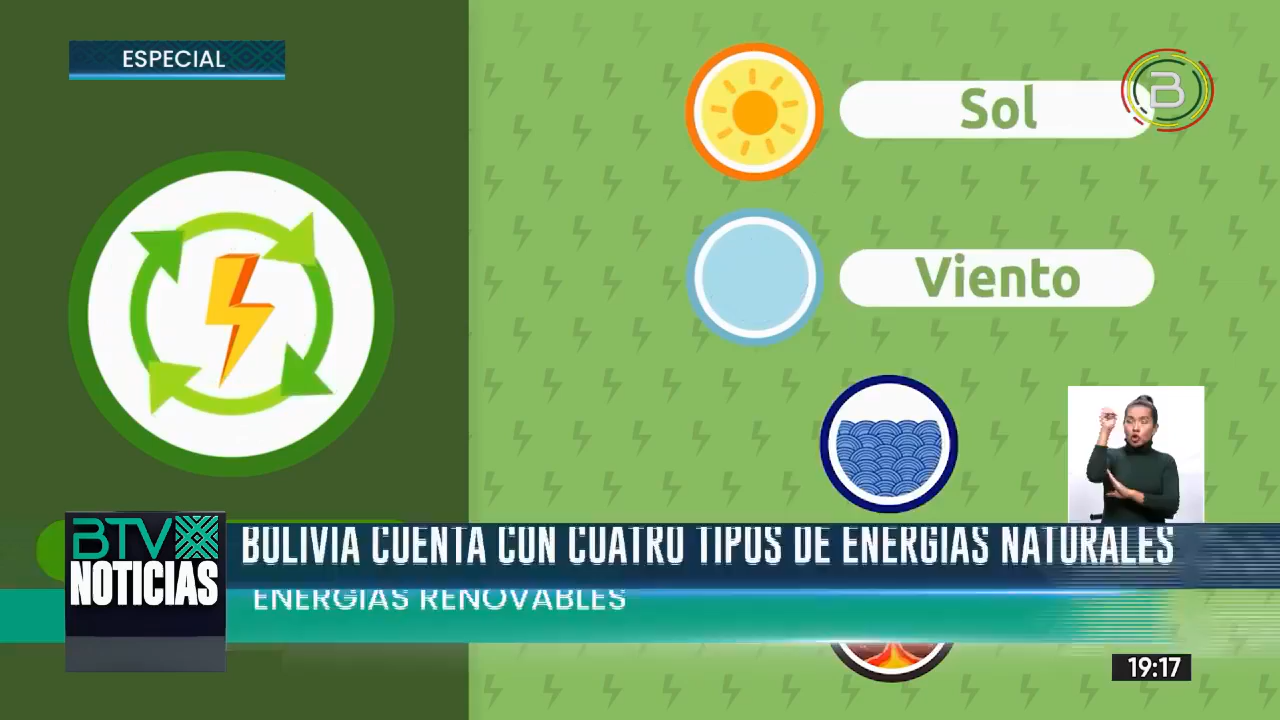 ESPECIAL
B
Sol
Viento
BTV
NOTICIAS
BOLIVIA CUENTA CON CUATRO TIPOS DE ENERGIAS NATURALES
ENERGIAS RENOVABLES
19:17